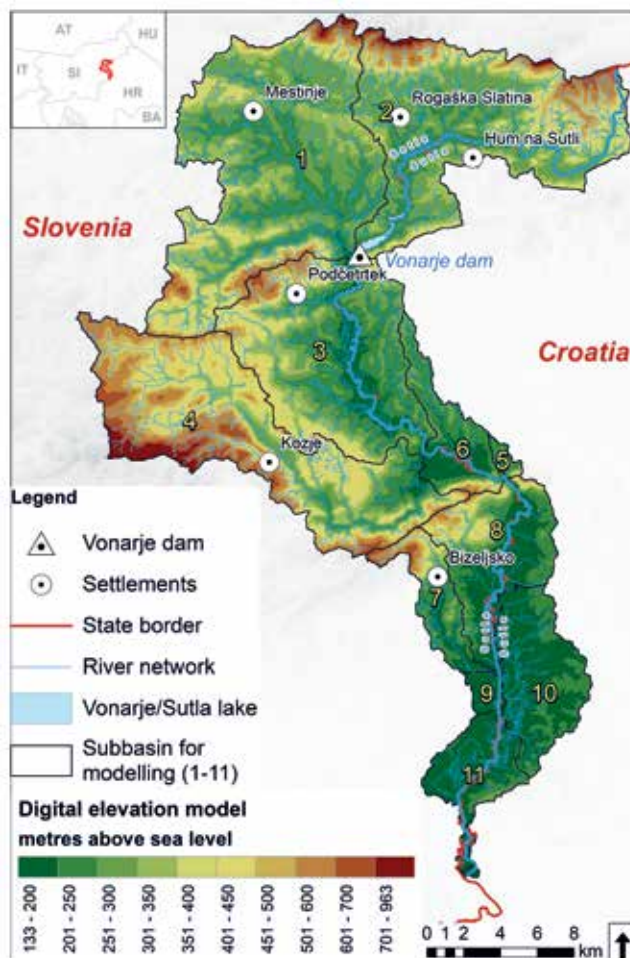 AT
HU
IT
SI
HR
BA
Mestinje
2
Rogaška Slatina
Hum na Sutli
Sotla
Sutla
1
Slovenia
Vonarje dam
Podčetrtek
3
Croatia
4
Kozje
6
5
8
Bizeljsko
7
Sotla
Sutla
9
10
11
Legend
Vonarje dam
Settlements
State border
River network
Vonarje/Sutla lake
Subbasin for
modelling (1-11)
Digital elevation model
metres above sea level
133 - 200
201 - 250
251 - 300
301 - 350
351 - 400
401 - 450
451 - 500
501 - 600
601 - 700
701 - 963
0 1 2 4 6 8
km